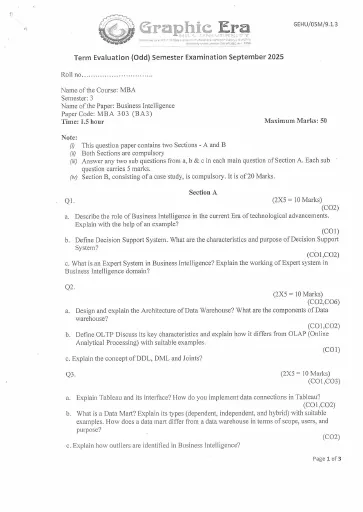 GEHU/05M/9.1.3
Graphic Era
Term Evaluation (Odd) Semester Examination September 2025
Roll no..............................
Name of the Course: MBA
Semester: 3
Name of the Paper: Business Intelligence
Paper Code: MBA 303 (BA3)
Time: 1.5 hour Maximum Marks: 50
Note:
(i) This question paper contains two Sections - A and B
(ii) Both Sections are compulsory
(iii) Answer any two sub questions from a, b & c in each main question of Section A. Each sub
question carries 5 marks.
(iv) Section B, consisting of a case study, is compulsory. It is of 20 Marks.
Section A
Q1. (2X5 = 10 Marks)
(CO2)
a. Describe the role of Business Intelligence in the current Era of technological advancements.
Explain with the help of an example?
(CO1)
b. Define Decision Support System. What are the characteristics and purpose of Decision Support
System?
(CO1,CO2)
c. What is an Expert System in Business Intelligence? Explain the working of Expert system in
Business Intelligence domain?
Q2.
(2X5 = 10 Marks)
(CO2,CO6)
a. Design and explain the Architecture of Data Warehouse? What are the components of Data
warehouse?
(CO1,CO2)
b. Define OLTP Discuss its key characteristics and explain how it differs from OLAP (Online
Analytical Processing) with suitable examples.
(CO1)
c. Explain the concept of DDL, DML and Joints?
Q3. (2X5 = 10 Marks)
(CO1,CO3)
a. Explain Tableau and its interface? How do you implement data connections in Tableau?
(CO1,CO2)
b. What is a Data Mart? Explain its types (dependent, independent, and hybrid) with suitable
examples. How does a data mart differ from a data warehouse in terms of scope, users, and
purpose?
(CO2)
c. Explain how outliers are identified in Business Intelligence?
Page 1 of 3